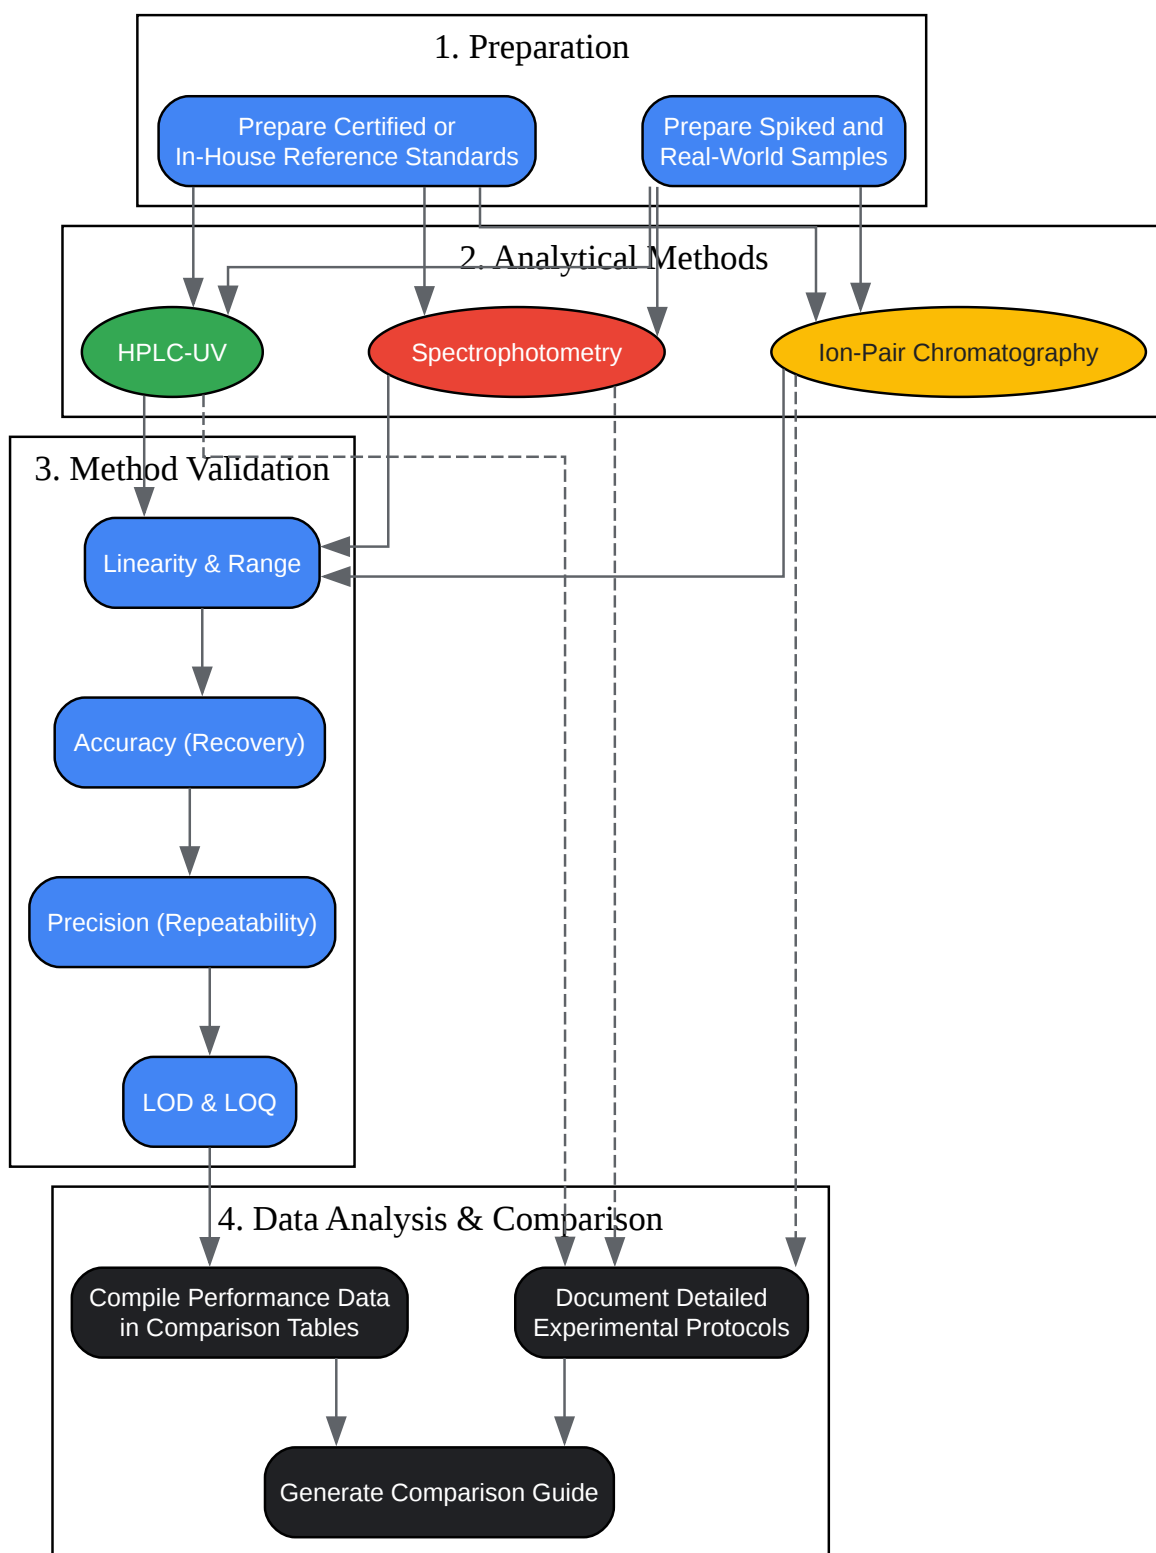 1. Preparation
Prepare Certified or
In-House Reference Standards
Prepare Spiked and
Real-World Samples
2. Analytical Methods
HPLC-UV
Spectrophotometry
Ion-Pair Chromatography
3. Method Validation
Linearity & Range
Accuracy (Recovery)
Precision (Repeatability)
LOD & LOQ
4. Data Analysis & Comparison
Compile Performance Data
in Comparison Tables
Document Detailed
Experimental Protocols
Generate Comparison Guide